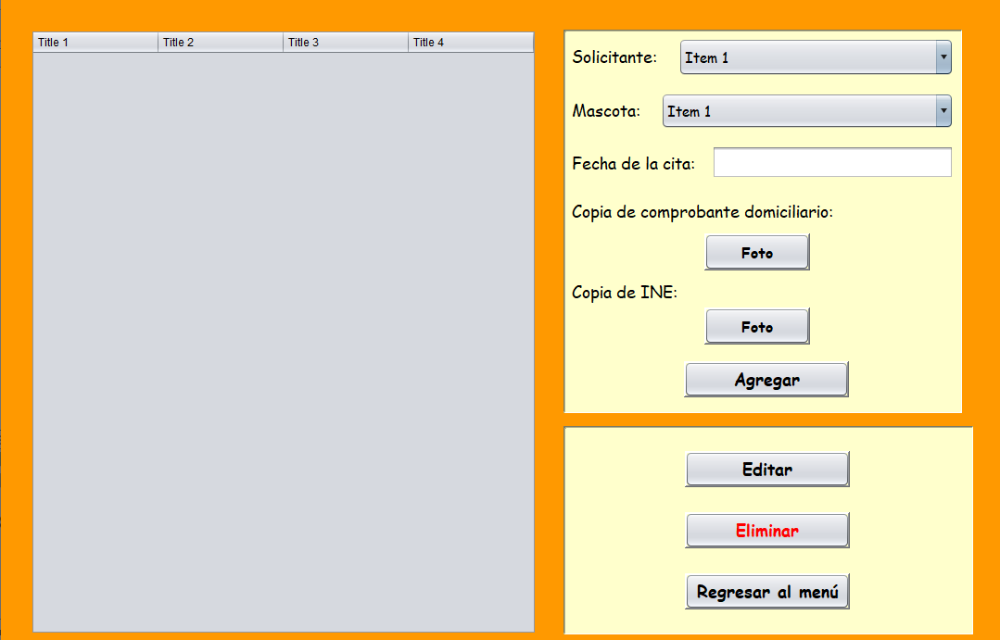 Title 1 Title 2 Title 3 Title 4
Solicitante: Item 1
Mascota: Item 1
Fecha de la cita:
Copia de comprobante domiciliario:
Foto
Copia de INE:
Foto
Agregar
Editar
Eliminar
Regresar al menú